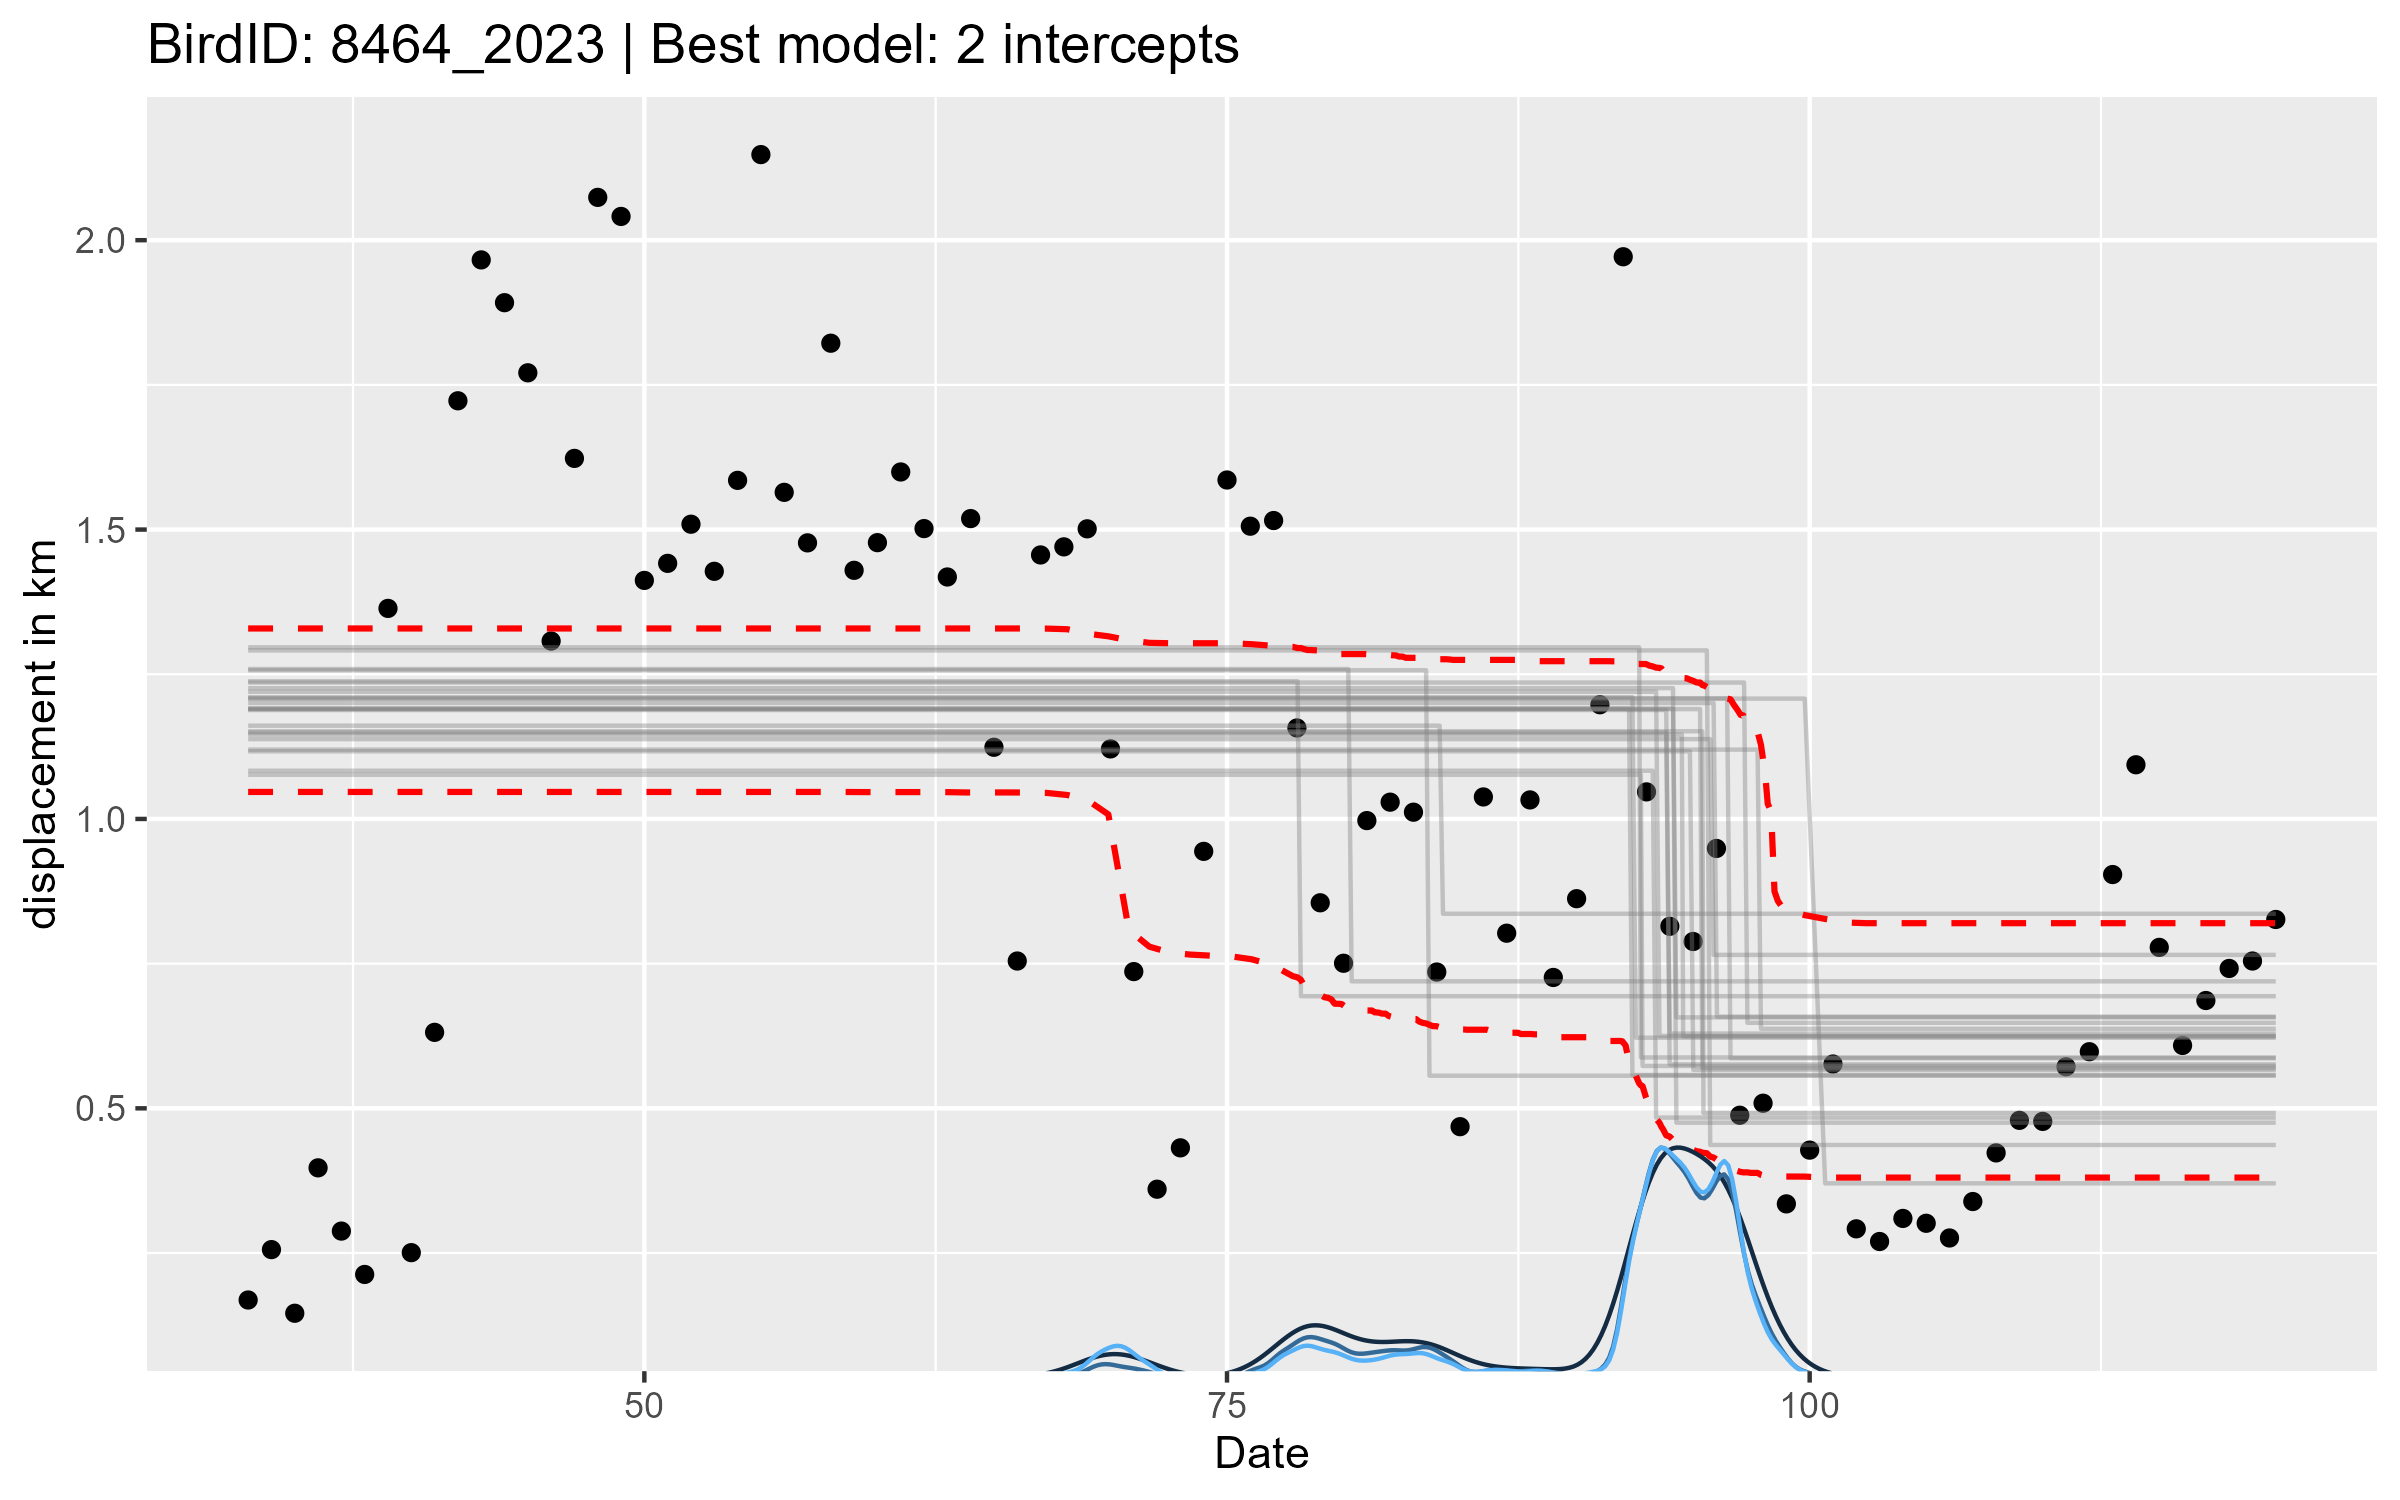 BirdID: 8464_2023 | Best model: 2 intercepts
displacement in km
2.0
1.5
1.0
0.5
50
75
100
Date